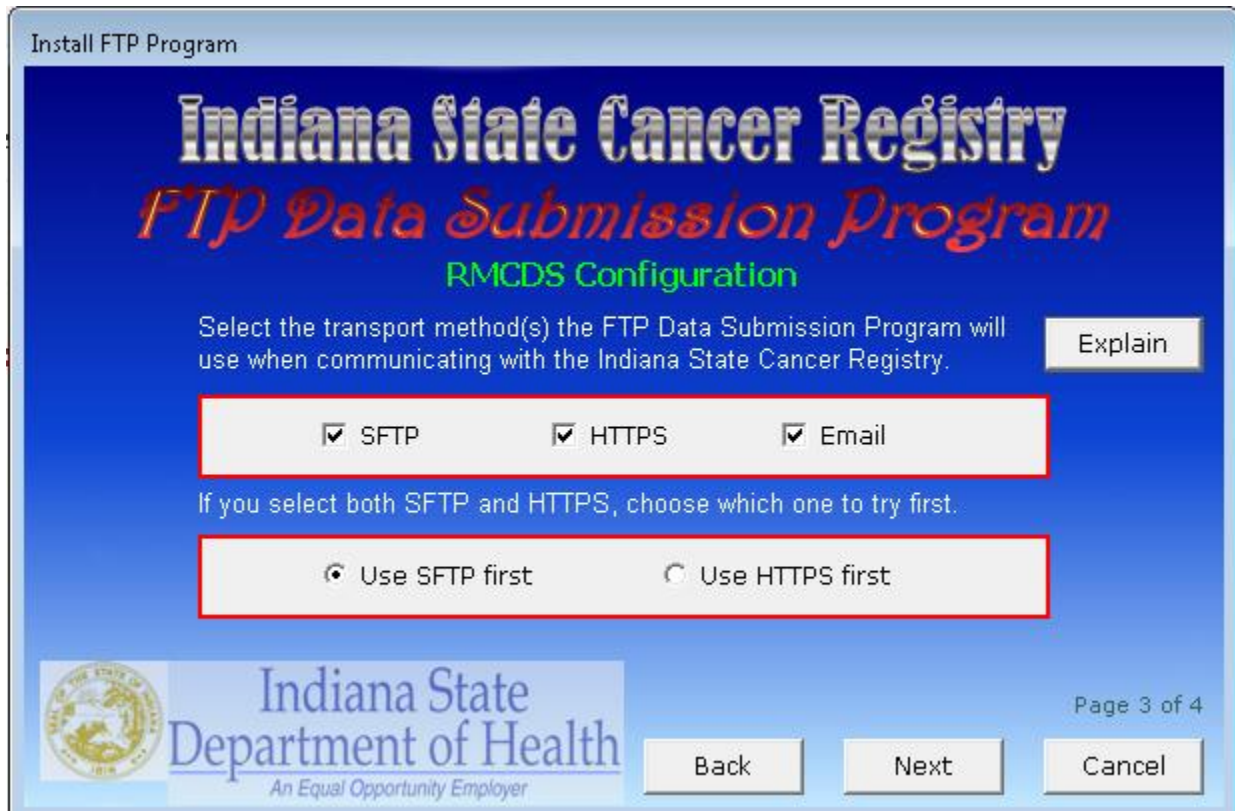 Install FTP Program
Indiana State Cancer Registry
FTP Data Submission Program
RMCDS Configuration
Select the transport method(s) the FTP Data Submission Program will
use when communicating with the Indiana State Cancer Registry.
Explain
SFTP HTTPS Email
If you select both SFTP and HTTPS, choose which one to try first.
Use SFTP first Use HTTPS first
Indiana State
Department of Health
An Equal Opportunity Employer
Page 3 of 4
Back Next Cancel